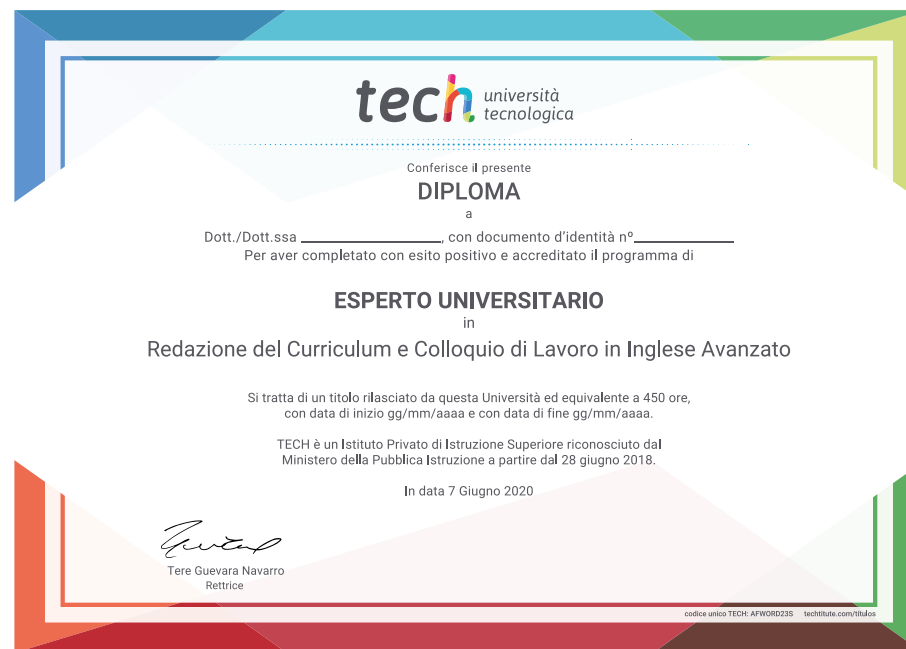 tech università
tecnologica
Conferisce il presente
DIPLOMA
a
Dott./Dott.ssa ____________________, con documento d'identità nº______________
Per aver completato con esito positivo e accreditato il programma di
ESPERTO UNIVERSITARIO
in
Redazione del Curriculum e Colloquio di Lavoro in Inglese Avanzato
Si tratta di un titolo rilasciato da questa Università ed equivalente a 450 ore,
con data di inizio gg/mm/aaaa e con data di fine gg/mm/aaaa.
TECH è un Istituto Privato di Istruzione Superiore riconosciuto dal
Ministero della Pubblica Istruzione a partire dal 28 giugno 2018.
In data 7 Giugno 2020
Tere Guevara Navarro
Rettrice
codice unico TECH: AFWORD23S techtitute.com/titulos